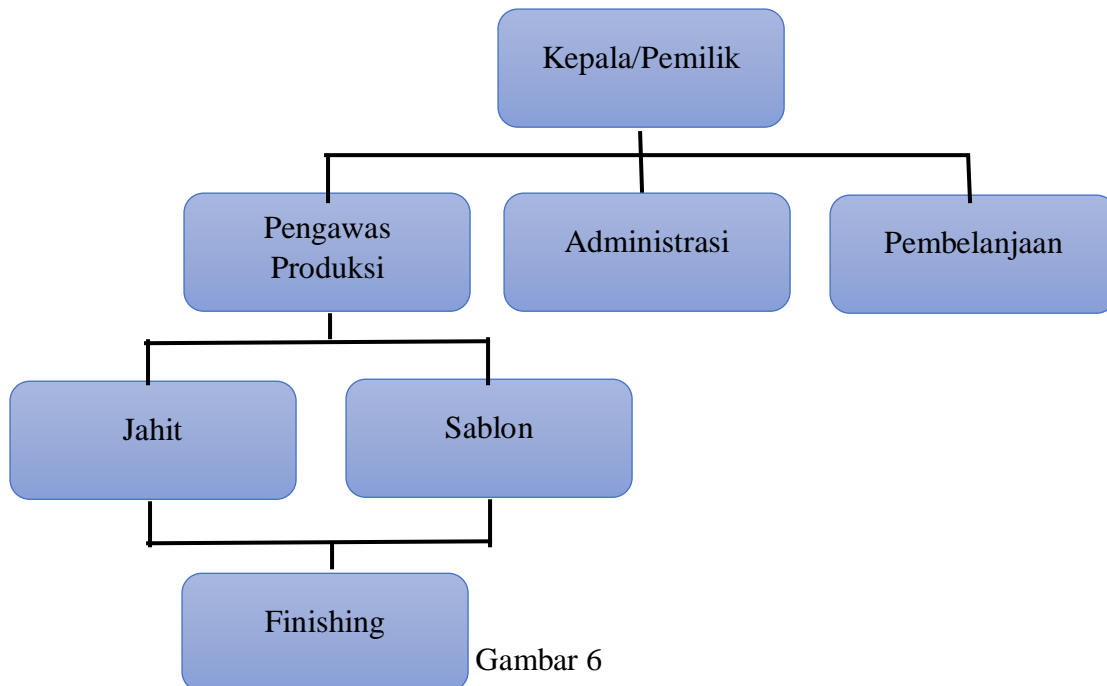 Kepala/Pemilik
Pengawas
Produksi
Administrasi
Pembelanjaan
Jahit
Sablon
Finishing
Gambar 6